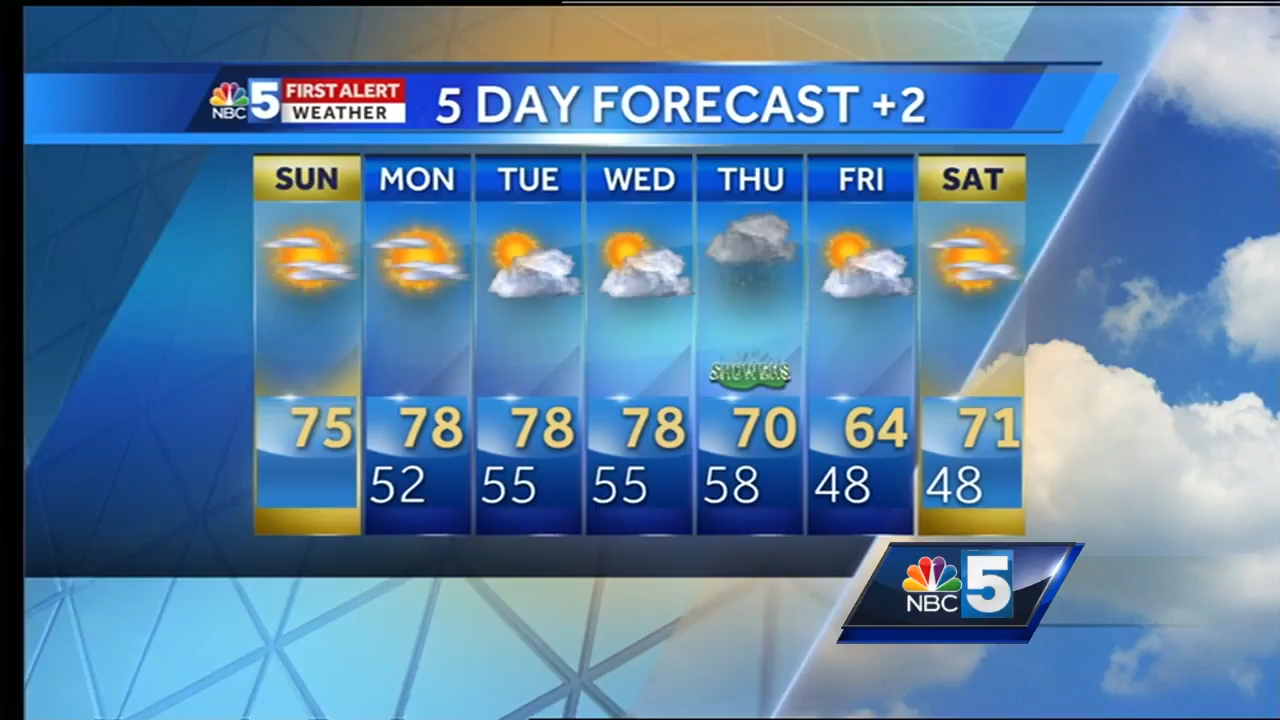 NBC 5 FIRST ALERT WEATHER 5 DAY FORECAST +2
SUN MON TUE WED THU FRI SAT
SHOWERS
75 78 78 78 70 64 71
52 55 55 58 48 48
NBC 5